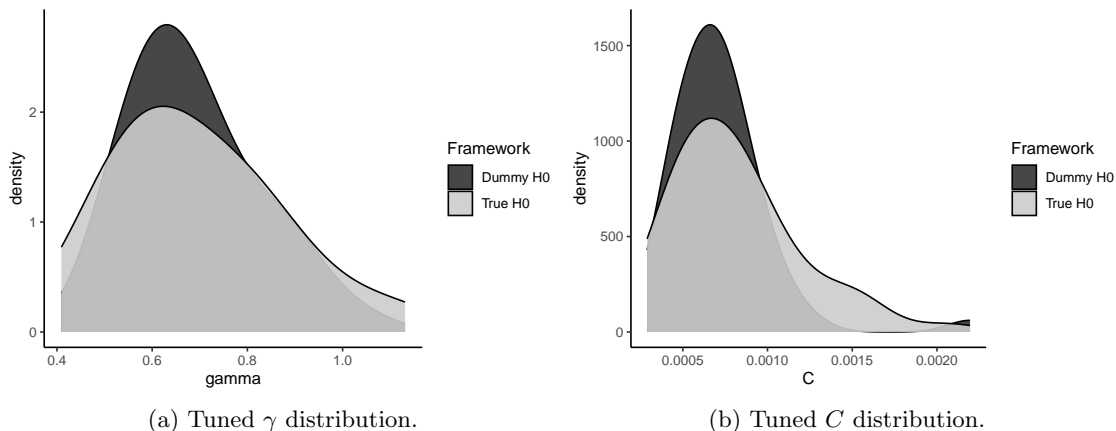 density
2
1
0
0.4 0.6 0.8 1.0
gamma
Framework
Dummy H0
True H0
(a) Tuned γ distribution.
density
1500
1000
500
0
0.0005 0.0010 0.0015 0.0020
C
Framework
Dummy H0
True H0
(b) Tuned C distribution.